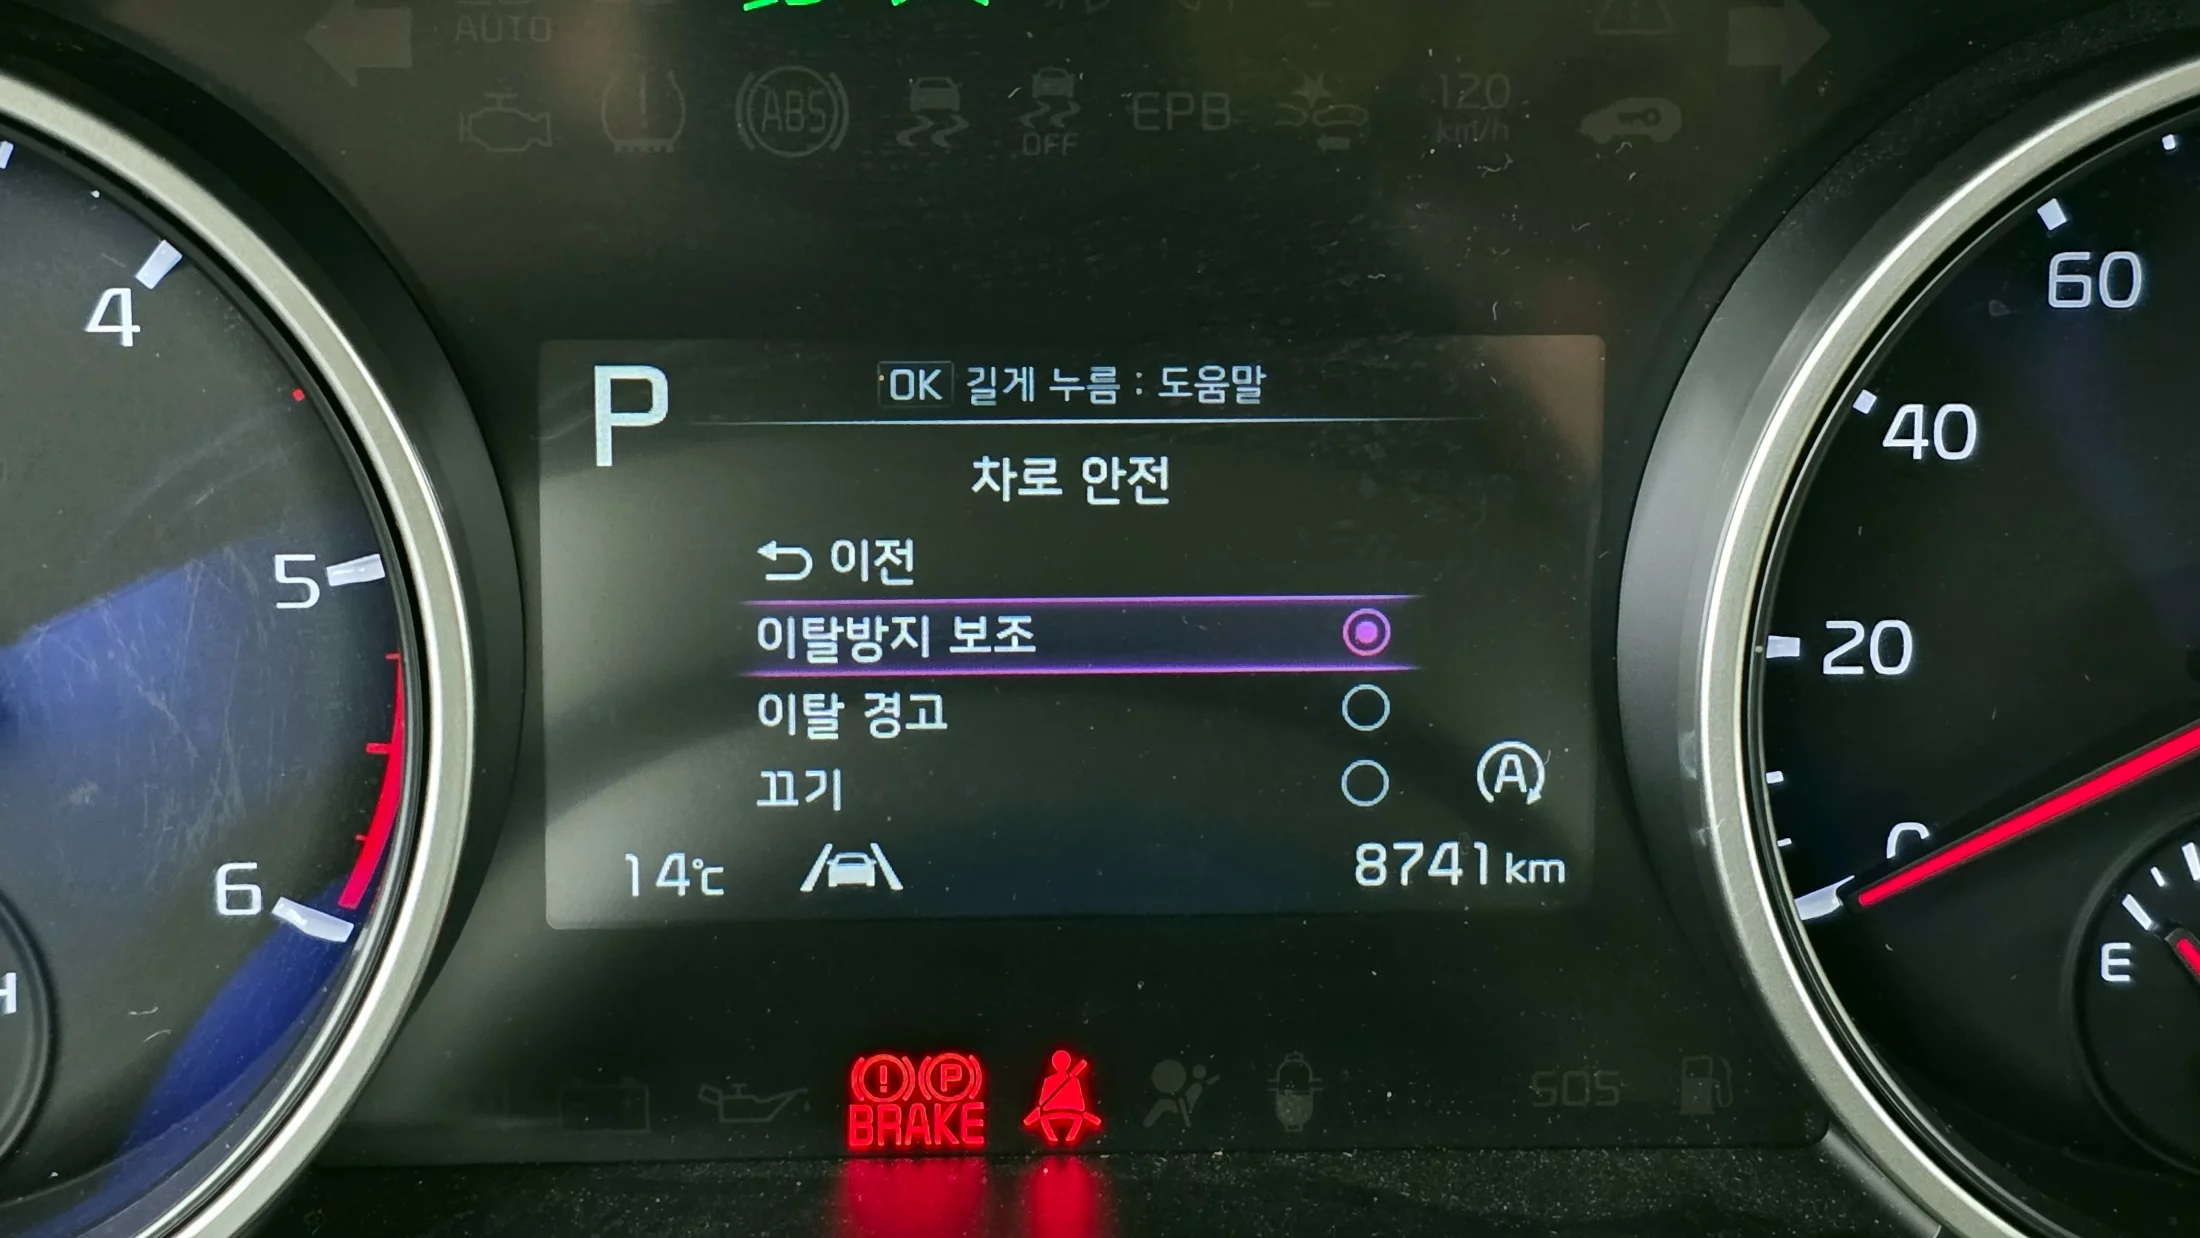 AUTO
ABS
OFF
EPB
120
km/h
4
5
6
H
P
OK 길게 누름 : 도움말
차로 안전
이전
이탈방지 보조
이탈 경고
끄기
A
14℃
8741 km
60
40
20
0
E
P
BRAKE
SOS